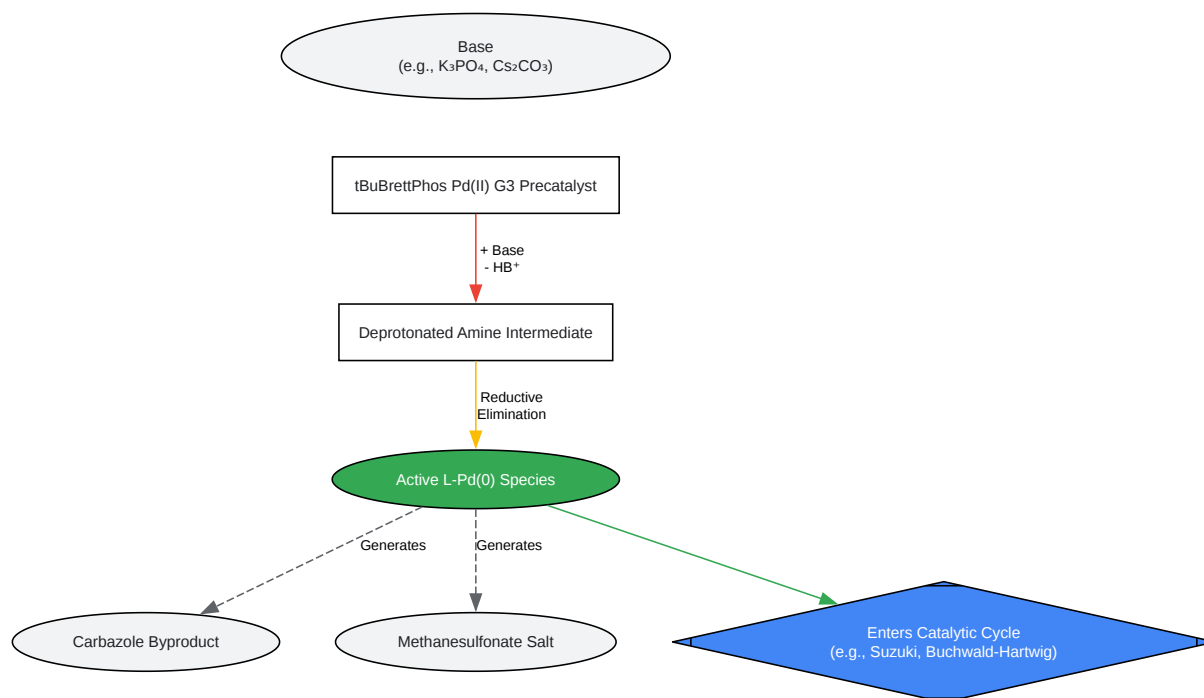 Base
(e.g., K₃PO₄, Cs₂CO₃)
tBuBrettPhos Pd(II) G3 Precatalyst
+ Base
- HB⁺
Deprotonated Amine Intermediate
Reductive
Elimination
Active L-Pd(0) Species
Generates
Generates
Carbazole Byproduct
Methanesulfonate Salt
Enters Catalytic Cycle
(e.g., Suzuki, Buchwald-Hartwig)